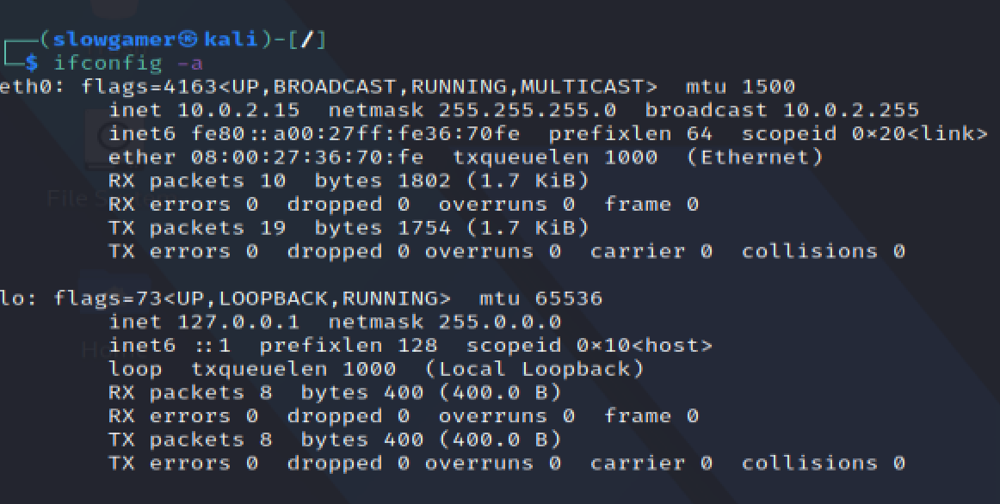 ┌──(slowgamer㉿kali)-[/]
└─$ ifconfig -a
eth0: flags=4163<UP,BROADCAST,RUNNING,MULTICAST>  mtu 1500
        inet 10.0.2.15  netmask 255.255.255.0  broadcast 10.0.2.255
        inet6 fe80::a00:27ff:fe36:70fe  prefixlen 64  scopeid 0×20<link>
        ether 08:00:27:36:70:fe  txqueuelen 1000  (Ethernet)
        RX packets 10  bytes 1802 (1.7 KiB)
        RX errors 0  dropped 0  overruns 0  frame 0
        TX packets 19  bytes 1754 (1.7 KiB)
        TX errors 0  dropped 0 overruns 0  carrier 0  collisions 0

lo: flags=73<UP,LOOPBACK,RUNNING>  mtu 65536
        inet 127.0.0.1  netmask 255.0.0.0
        inet6 ::1  prefixlen 128  scopeid 0×10<host>
        loop  txqueuelen 1000  (Local Loopback)
        RX packets 8  bytes 400 (400.0 B)
        RX errors 0  dropped 0  overruns 0  frame 0
        TX packets 8  bytes 400 (400.0 B)
        TX errors 0  dropped 0 overruns 0  carrier 0  collisions 0
File